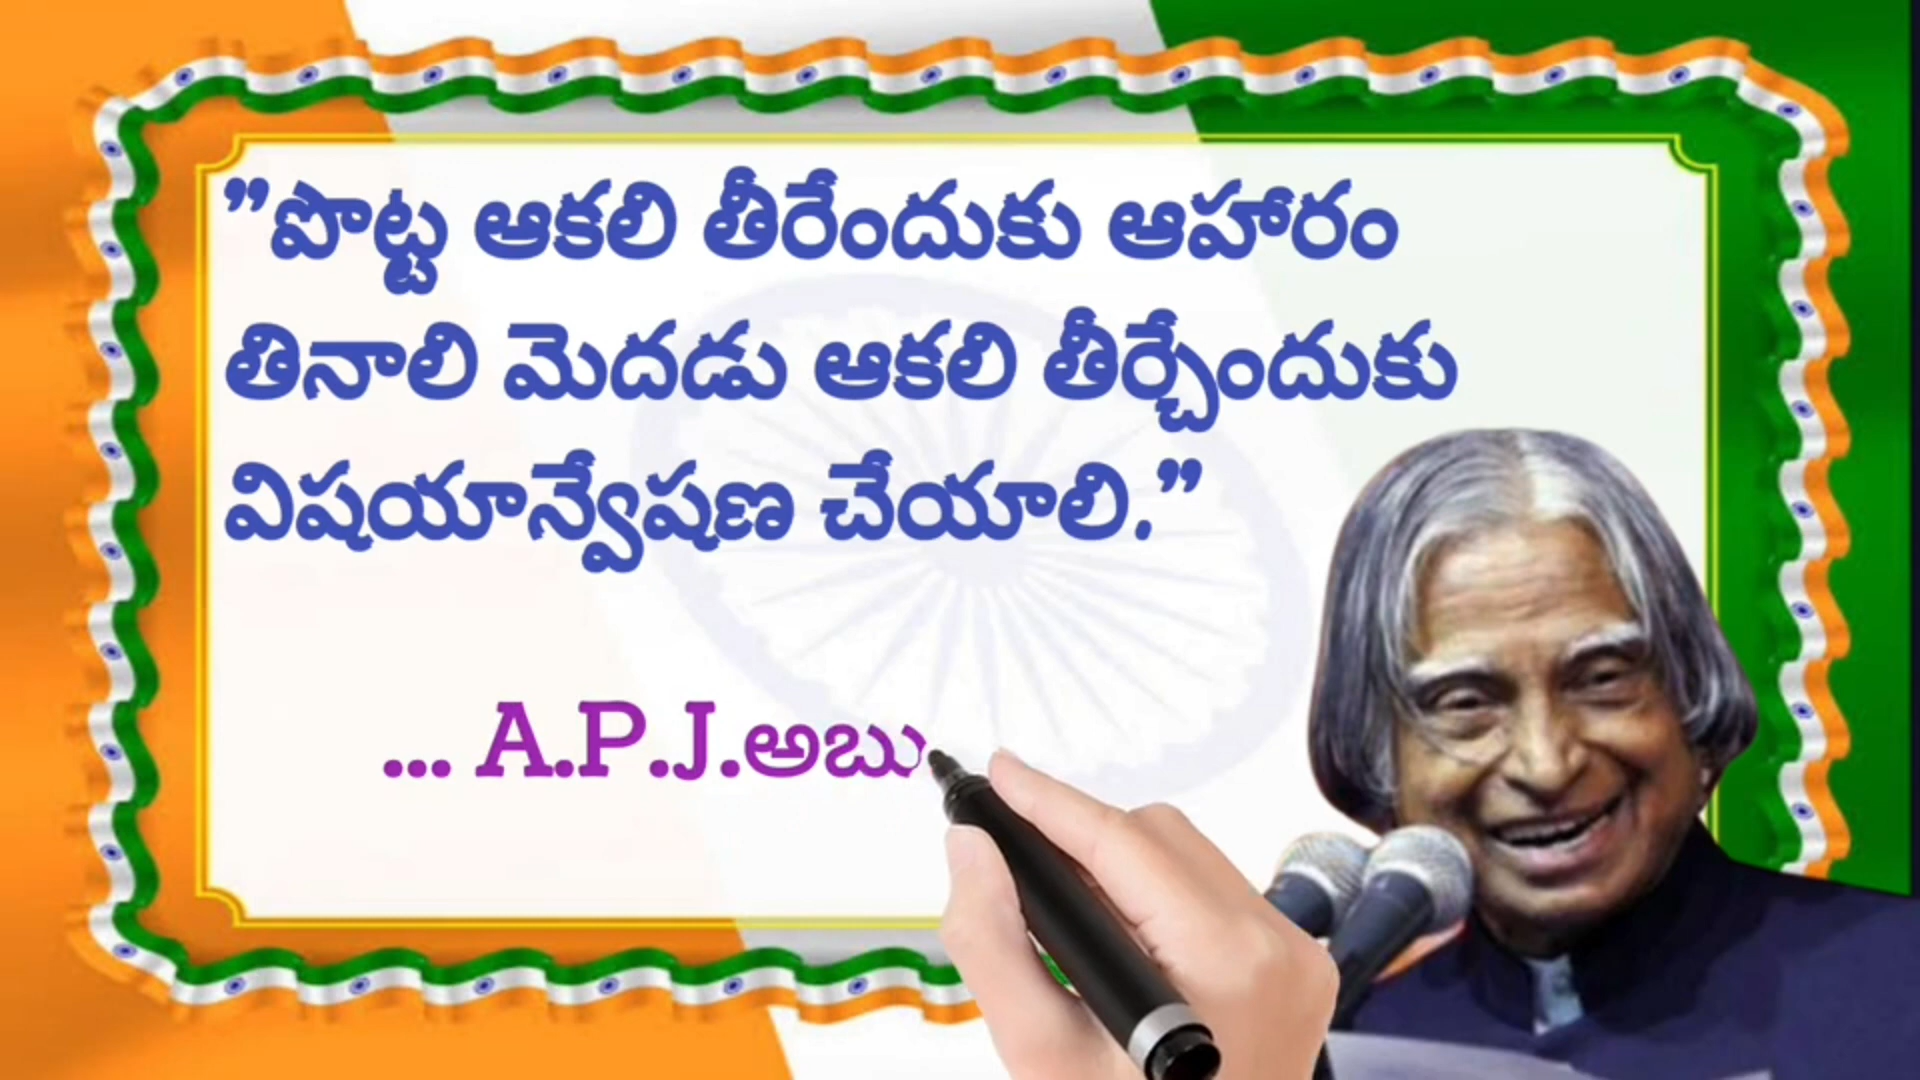 ”పొట్ట ఆకలి తీరేందుకు ఆహారం
తినాలి మెదడు ఆకలి తీర్చేందుకు
విషయాన్వేషణ చేయాలి.”
... A.P.J.అబు